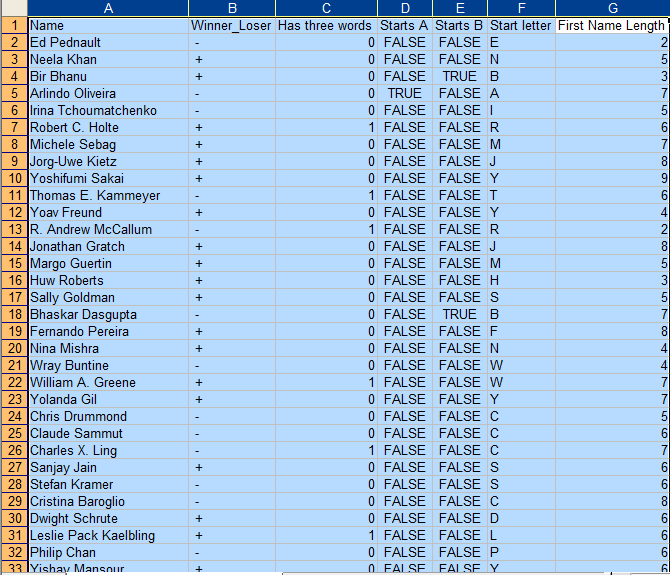 A B C D E F G
1 Name Winner_Loser Has three words Starts A Starts B Start letter First Name Length
2 Ed Pednault - 0 FALSE FALSE E 2
3 Neela Khan + 0 FALSE FALSE N 5
4 Bir Bhanu + 0 FALSE TRUE B 3
5 Arlindo Oliveira - 0 TRUE FALSE A 7
6 Irina Tchoumatchenko - 0 FALSE FALSE I 5
7 Robert C. Holte + 1 FALSE FALSE R 6
8 Michele Sebag + 0 FALSE FALSE M 7
9 Jorg-Uwe Kietz + 0 FALSE FALSE J 8
10 Yoshifumi Sakai + 0 FALSE FALSE Y 9
11 Thomas E. Kammeyer - 1 FALSE FALSE T 6
12 Yoav Freund + 0 FALSE FALSE Y 4
13 R. Andrew McCallum - 1 FALSE FALSE R 2
14 Jonathan Gratch + 0 FALSE FALSE J 8
15 Margo Guertin + 0 FALSE FALSE M 5
16 Huw Roberts + 0 FALSE FALSE H 3
17 Sally Goldman + 0 FALSE FALSE S 5
18 Bhaskar Dasgupta - 0 FALSE TRUE B 7
19 Fernando Pereira + 0 FALSE FALSE F 8
20 Nina Mishra + 0 FALSE FALSE N 4
21 Wray Buntine - 0 FALSE FALSE W 4
22 William A. Greene + 1 FALSE FALSE W 7
23 Yolanda Gil + 0 FALSE FALSE Y 7
24 Chris Drummond - 0 FALSE FALSE C 5
25 Claude Sammut - 0 FALSE FALSE C 6
26 Charles X. Ling - 1 FALSE FALSE C 7
27 Sanjay Jain + 0 FALSE FALSE S 6
28 Stefan Kramer - 0 FALSE FALSE S 6
29 Cristina Baroglio - 0 FALSE FALSE C 8
30 Dwight Schrute + 0 FALSE FALSE D 6
31 Leslie Pack Kaelbling + 1 FALSE FALSE L 6
32 Philip Chan - 0 FALSE FALSE P 6
33 Yishay Mansour + 0 FALSE FALSE Y 6